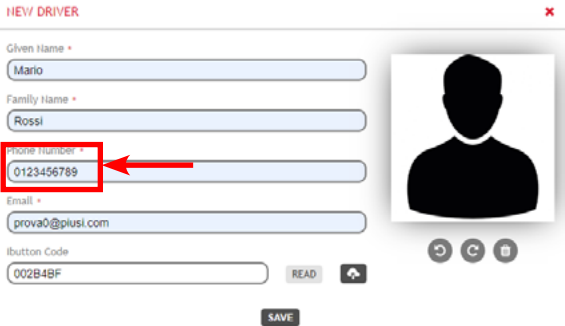 NEW DRIVER
Given Name *
Mario
Family Name *
Rossi
Phone Number *
0123456789
Email *
prova0@piusi.com
Ibutton Code
002B4BF
READ
SAVE